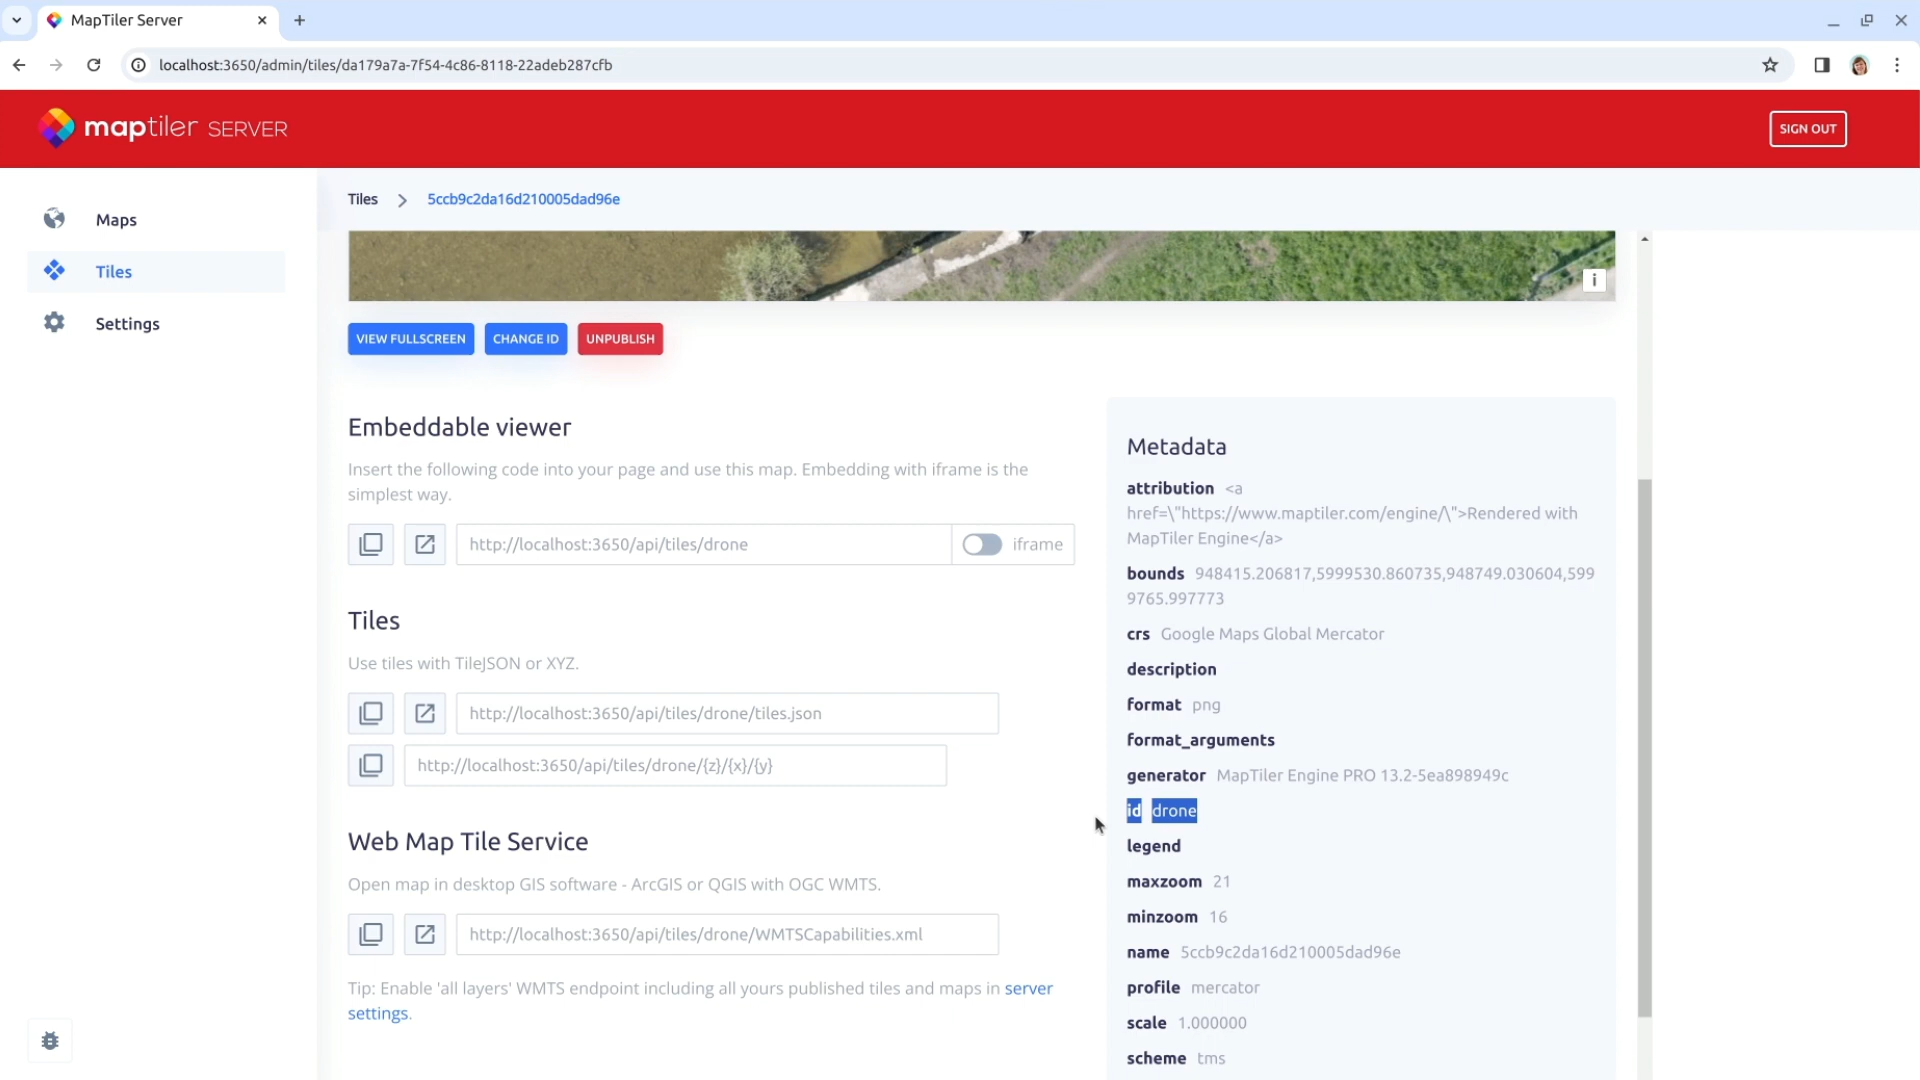 MapTiler Server
localhost:3650/admin/tiles/da179a7a-7f54-4c86-8118-22adeb287cfb
maptiler SERVER
SIGN OUT
Maps
Tiles
Settings
Tiles
5ccb9c2da16d210005dad96e
i
VIEW FULLSCREEN
CHANGE ID
UNPUBLISH
Embeddable viewer
Insert the following code into your page and use this map. Embedding with iframe is the
simplest way.
http://localhost:3650/api/tiles/drone
iframe
Tiles
Use tiles with TileJSON or XYZ.
http://localhost:3650/api/tiles/drone/tiles.json
http://localhost:3650/api/tiles/drone/{z}/{x}/{y}
Web Map Tile Service
Open map in desktop GIS software - ArcGIS or QGIS with OGC WMTS.
http://localhost:3650/api/tiles/drone/WMTSCapabilities.xml
Tip: Enable 'all layers' WMTS endpoint including all yours published tiles and maps in server
settings.
Metadata
attribution <a
href=\"https://www.maptiler.com/engine/\">Rendered with
MapTiler Engine</a>
bounds 948415.206817,5999530.860735,948749.030604,599
9765.997773
crs Google Maps Global Mercator
description
format png
format_arguments
generator MapTiler Engine PRO 13.2-5ea898949c
id drone
legend
maxzoom 21
minzoom 16
name 5ccb9c2da16d210005dad96e
profile mercator
scale 1.000000
scheme tms